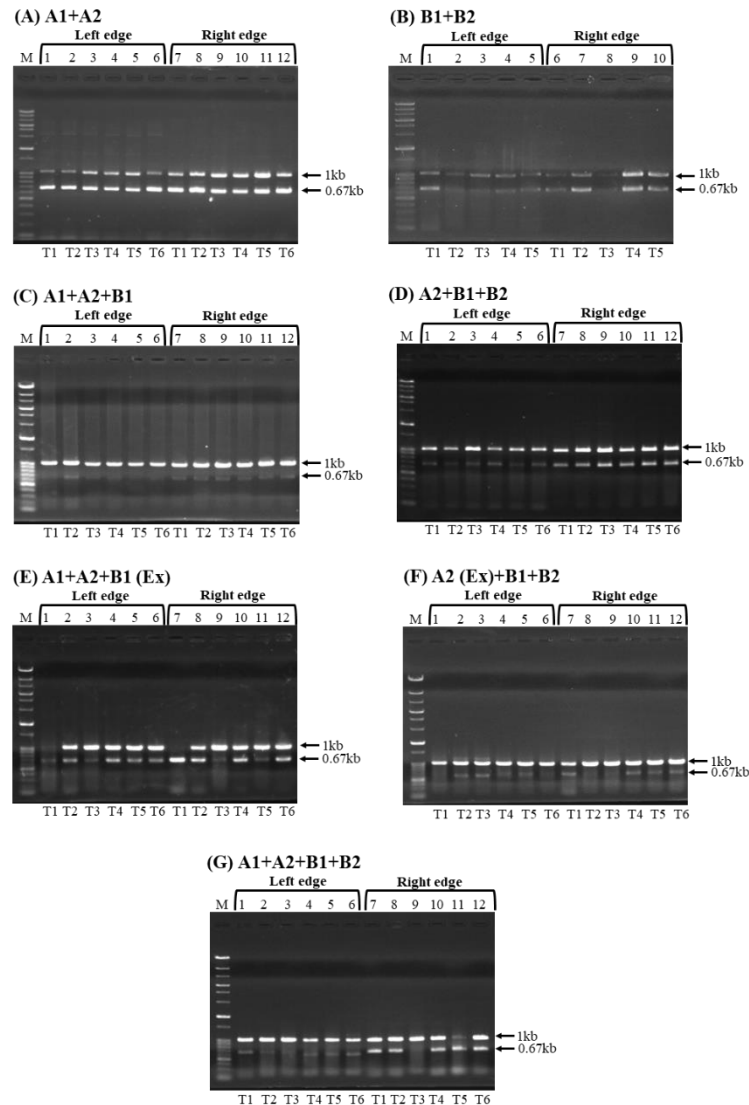 (A) A1+A2
Left edge Right edge
M 1 2 3 4 5 6 7 8 9 10 11 12
1kb
0.67kb
T1 T2 T3 T4 T5 T6 T1 T2 T3 T4 T5 T6
(B) B1+B2
Left edge Right edge
M 1 2 3 4 5 6 7 8 9 10
1kb
0.67kb
T1 T2 T3 T4 T5 T1 T2 T3 T4 T5
(C) A1+A2+B1
Left edge Right edge
M 1 2 3 4 5 6 7 8 9 10 11 12
1kb
0.67kb
T1 T2 T3 T4 T5 T6 T1 T2 T3 T4 T5 T6
(D) A2+B1+B2
Left edge Right edge
M 1 2 3 4 5 6 7 8 9 10 11 12
1kb
0.67kb
T1 T2 T3 T4 T5 T6 T1 T2 T3 T4 T5 T6
(E) A1+A2+B1 (Ex)
Left edge Right edge
M 1 2 3 4 5 6 7 8 9 10 11 12
1kb
0.67kb
T1 T2 T3 T4 T5 T6 T1 T2 T3 T4 T5 T6
(F) A2 (Ex)+B1+B2
Left edge Right edge
M 1 2 3 4 5 6 7 8 9 10 11 12
1kb
0.67kb
T1 T2 T3 T4 T5 T6 T1 T2 T3 T4 T5 T6
(G) A1+A2+B1+B2
Left edge Right edge
M 1 2 3 4 5 6 7 8 9 10 11 12
1kb
0.67kb
T1 T2 T3 T4 T5 T6 T1 T2 T3 T4 T5 T6